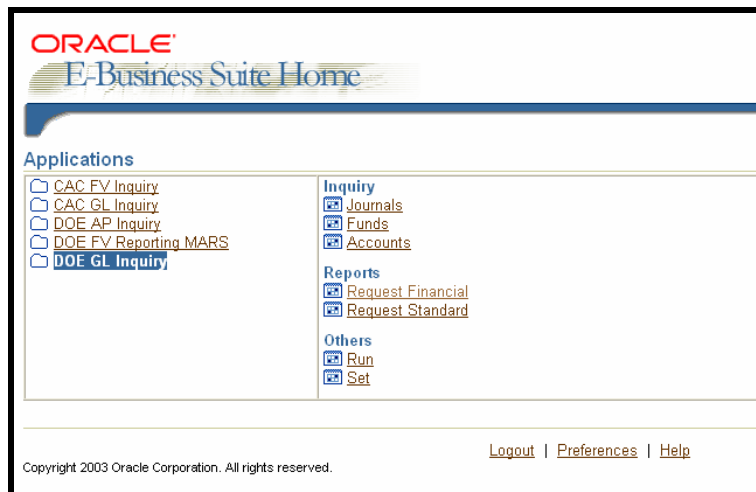 ORACLE
E-Business Suite Home
Applications
CAC FV Inquiry
CAC GL Inquiry
DOE AP Inquiry
DOE FV Reporting MARS
DOE GL Inquiry
Inquiry
Journals
Funds
Accounts
Reports
Request Financial
Request Standard
Others
Run
Set
Logout | Preferences | Help
Copyright 2003 Oracle Corporation. All rights reserved.